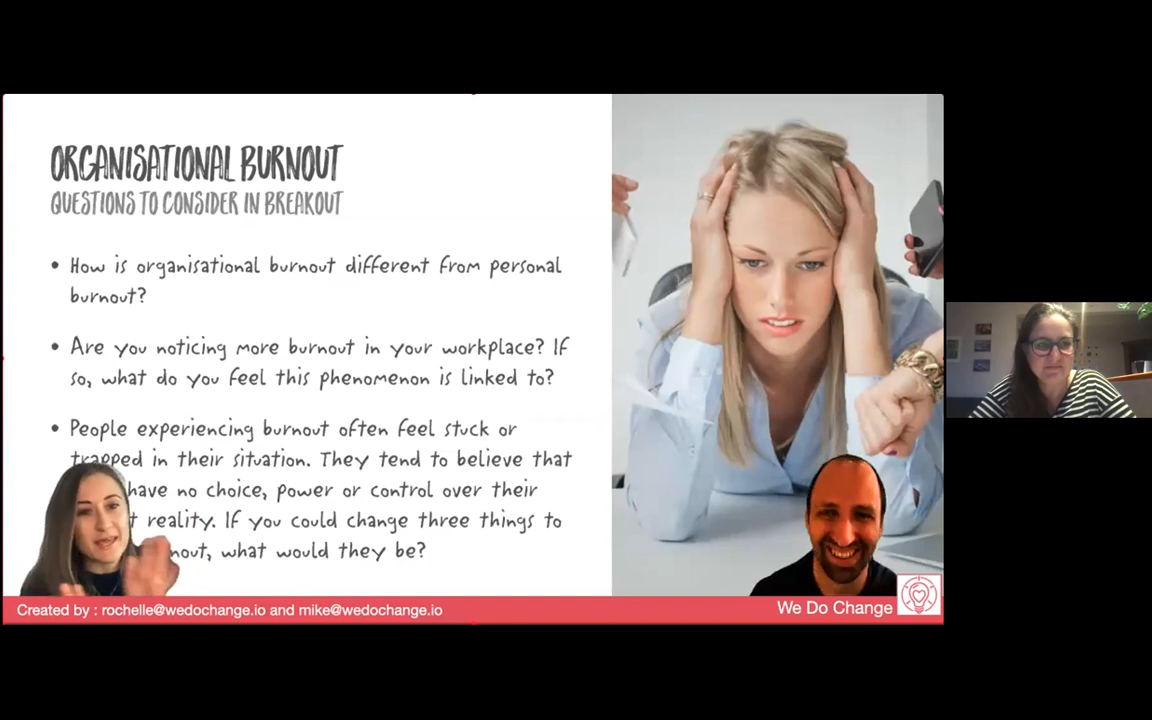 ORGANISATIONAL BURNOUT
QUESTIONS TO CONSIDER IN BREAKOUT
• How is organisational burnout different from personal
burnout?
• Are you noticing more burnout in your workplace? If
so, what do you feel this phenomenon is linked to?
• People experiencing burnout often feel stuck or
trapped in their situation. They tend to believe that
have no choice, power or control over their
reality. If you could change three things to
what would they be?
Created by : rochelle@wedochange.io and mike@wedochange.io
We Do Change